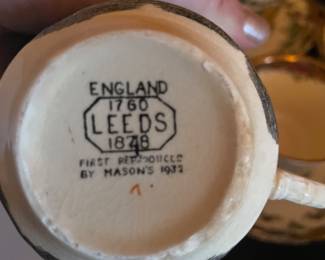 ENGLAND
1760
LEEDS
1878
FIRST REPRODUCED
BY MASON'S 1932